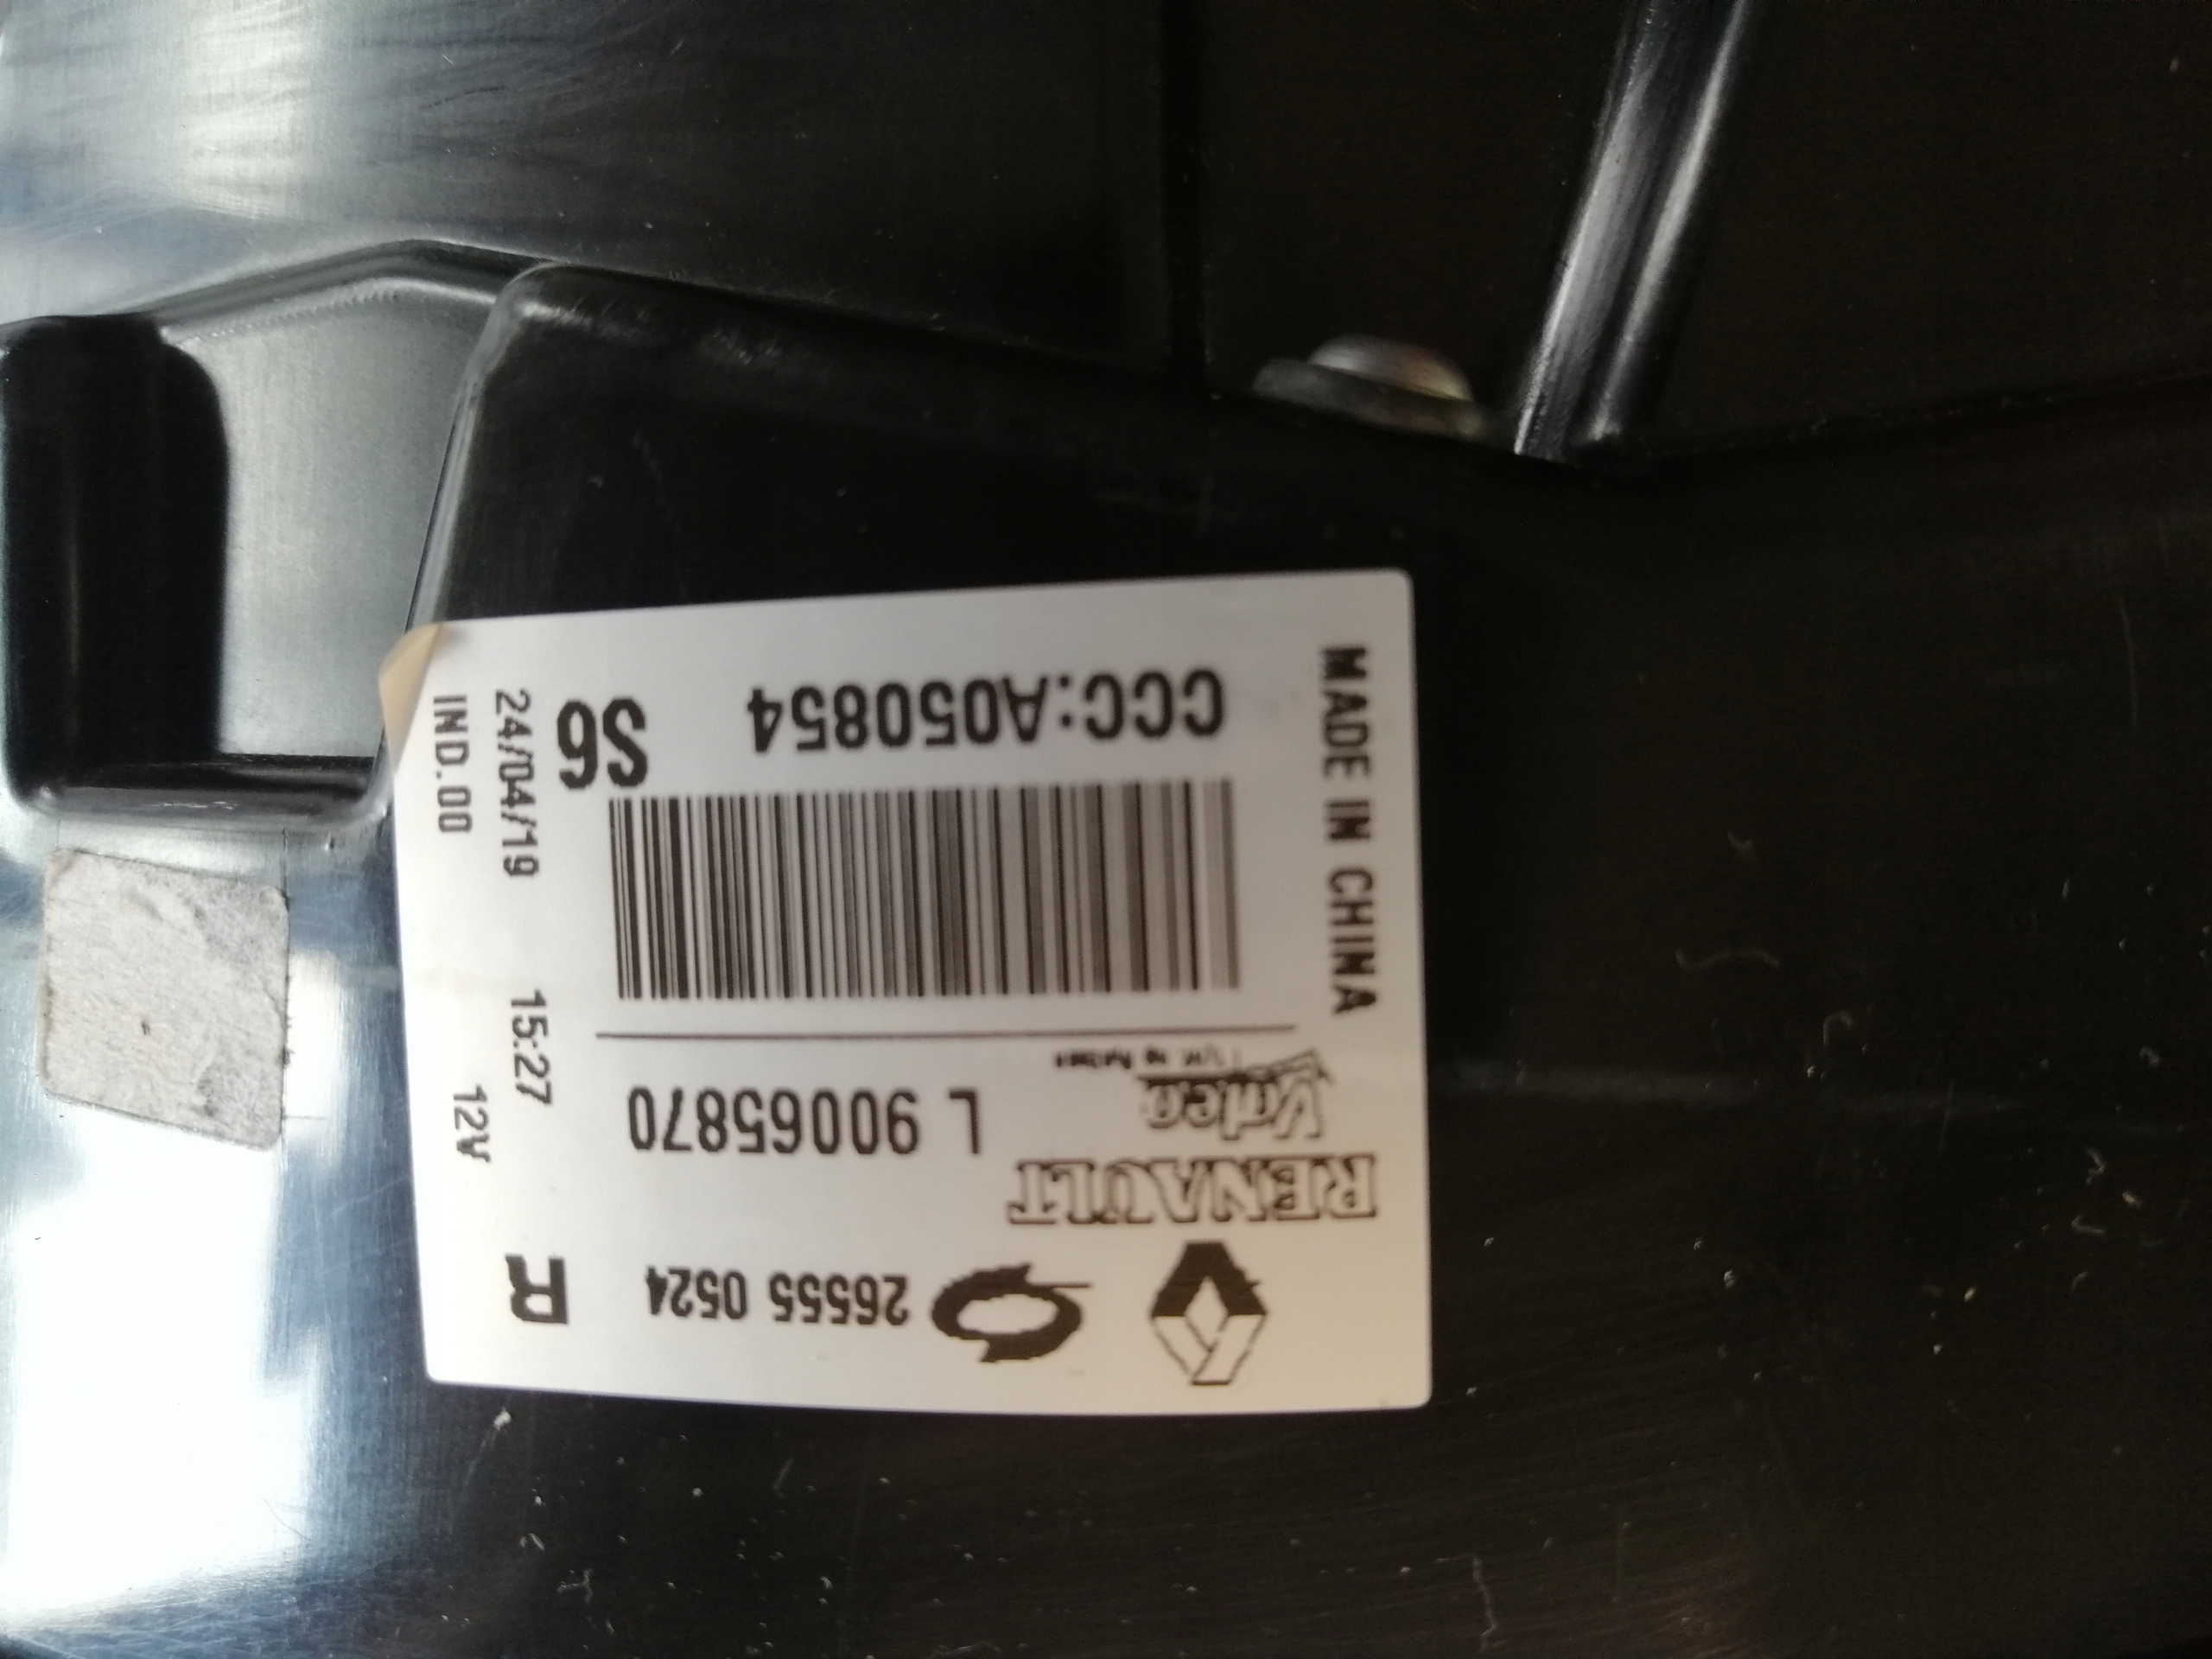 RENAULT
26555 0524
R
Valeo
L 90065870
CCC:A050854
S6
MADE IN CHINA
24/04/19 15:27
IND.00 12V